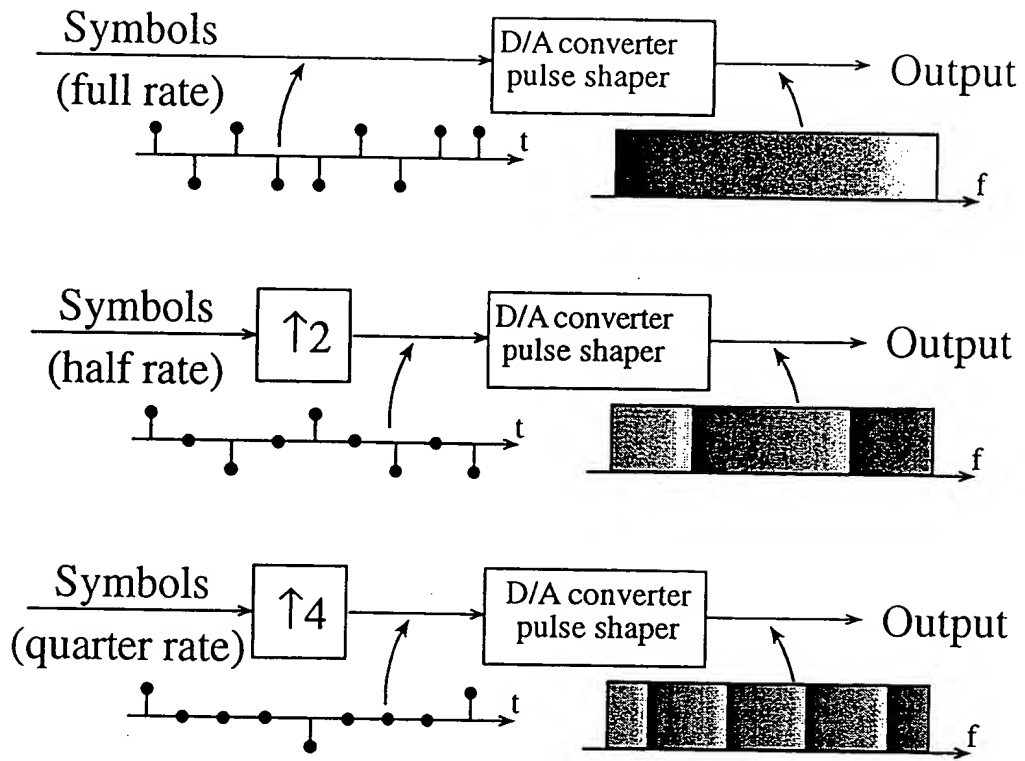 Symbols
(full rate)
D/A converter
pulse shaper
Output
t
f
Symbols
(half rate)
↑2
D/A converter
pulse shaper
Output
t
f
Symbols
(quarter rate)
↑4
D/A converter
pulse shaper
Output
t
f